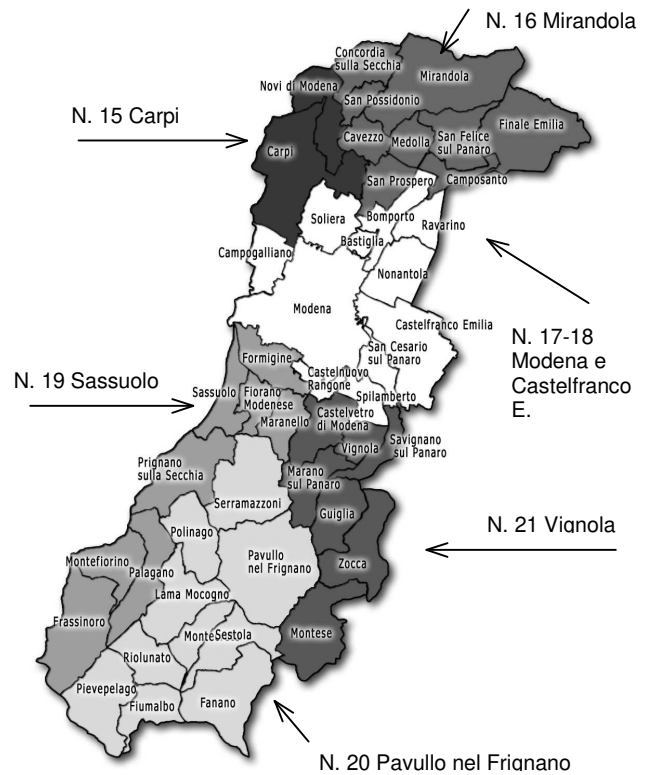 N. 16 Mirandola
Concordia
sulla Secchia
Mirandola
Novi di Modena
San Possidonio
N. 15 Carpi
Finale Emilia
Carpi
Cavezzo
Medolla
San Felice
sul Panaro
San Prospero
Camposanto
Soliera
Bomporto
Ravarino
Bastiglia
Campogalliano
Nonantola
Modena
Castelfranco Emilia
N. 17-18
Modena e
Castelfranco
E.
San Cesario
sul Panaro
Formigine
Castelnuovo
Rangone
N. 19 Sassuolo
Sassuolo
Fiorano
Modenese
Spilamberto
Maranello
Castelvetro
di Modena
Savignano
sul Panaro
Vignola
Prignano
sulla Secchia
Marano
sul Panaro
Serramazzoni
Guiglia
N. 21 Vignola
Polinago
Pavullo
nel Frignano
Zocca
Montefiorino
Palagano
Lama Mocogno
Frassinoro
Sestola
Montese
Riolunato
Pievepelago
Fiumalbo
Fanano
N. 20 Pavullo nel Frignano